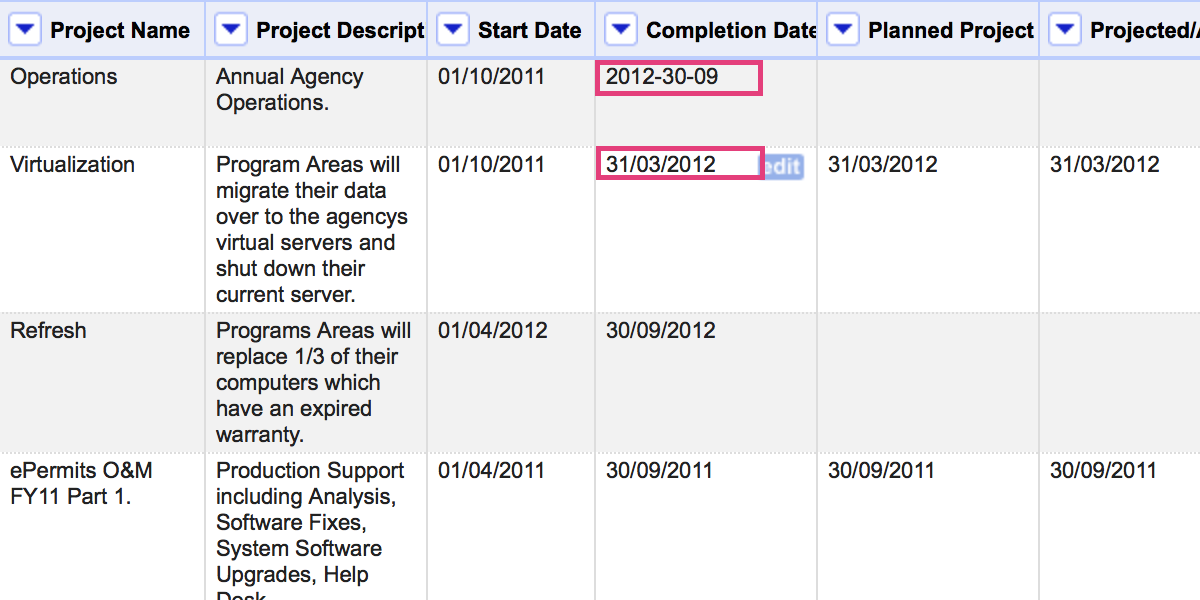 Project Name Project Descript Start Date Completion Date Planned Project Projected/
Operations Annual Agency 01/10/2011 2012-30-09
Operations.
Virtualization Program Areas will 01/10/2011 31/03/2012 edit 31/03/2012 31/03/2012
migrate their data
over to the agencys
virtual servers and
shut down their
current server.
Refresh Programs Areas will 01/04/2012 30/09/2012
replace 1/3 of their
computers which
have an expired
warranty.
ePermits O&M Production Support 01/04/2011 30/09/2011 30/09/2011 30/09/2011
FY11 Part 1. including Analysis,
Software Fixes,
System Software
Upgrades, Help
Desk